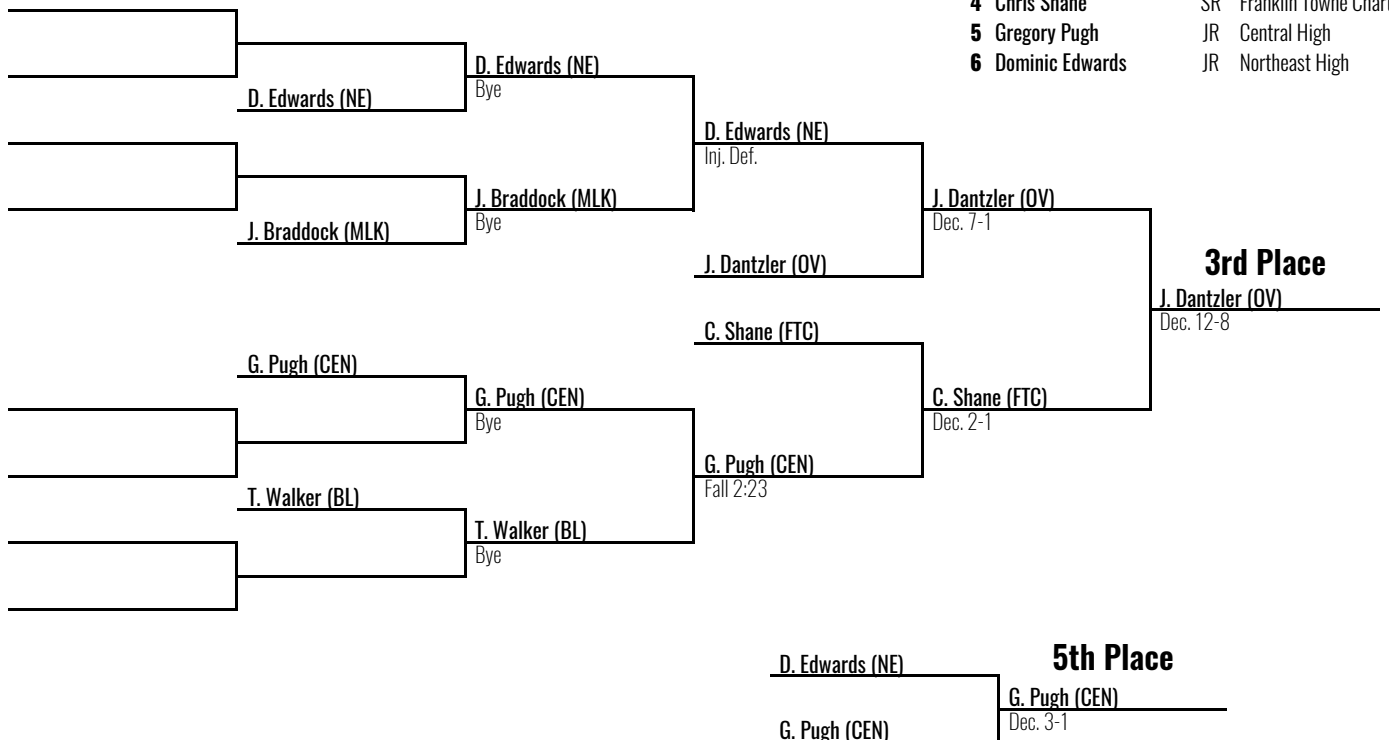 4 Chris Shane SR Franklin Towne Chart
5 Gregory Pugh JR Central High
6 Dominic Edwards JR Northeast High
D. Edwards (NE)
Bye
D. Edwards (NE)
D. Edwards (NE)
Inj. Def.
J. Braddock (MLK)
Bye
J. Braddock (MLK)
J. Dantzler (OV)
Dec. 7-1
J. Dantzler (OV)
3rd Place
J. Dantzler (OV)
Dec. 12-8
C. Shane (FTC)
G. Pugh (CEN)
G. Pugh (CEN)
Bye
C. Shane (FTC)
Dec. 2-1
G. Pugh (CEN)
Fall 2:23
T. Walker (BL)
T. Walker (BL)
Bye
5th Place
D. Edwards (NE)
G. Pugh (CEN)
Dec. 3-1
G. Pugh (CEN)